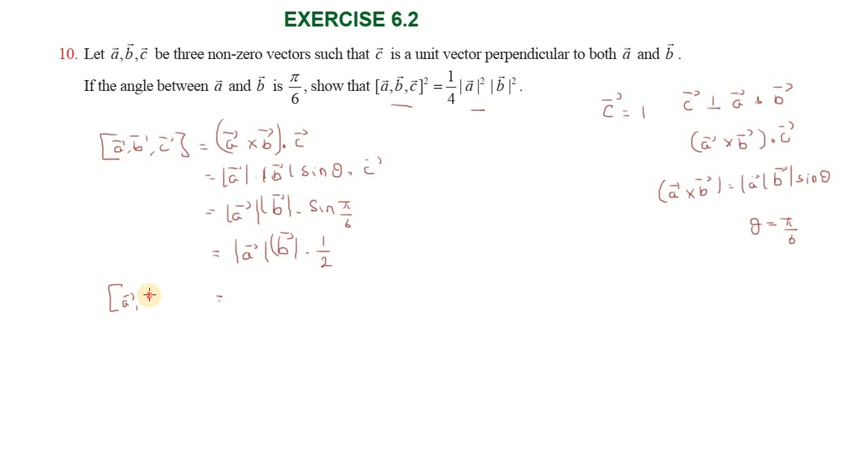 EXERCISE 6.2
10. Let a⃗, b⃗, c⃗ be three non-zero vectors such that c⃗ is a unit vector perpendicular to both a⃗ and b⃗.
If the angle between a⃗ and b⃗ is π/6, show that [a⃗, b⃗, c⃗]² = 1/4 |a⃗|² |b⃗|².
c⃗ = 1 c⃗ ⊥ a⃗ & b⃗
[a⃗, b⃗, c⃗] = (a⃗ × b⃗) · c⃗
(a⃗ × b⃗) · c⃗
= |a⃗| · |b⃗| sin θ · c⃗
(a⃗ × b⃗) = |a⃗| |b⃗| sin θ
= |a⃗| |b⃗| · sin π/6
θ = π/6
= |a⃗| |b⃗| · 1/2
[a⃗, =